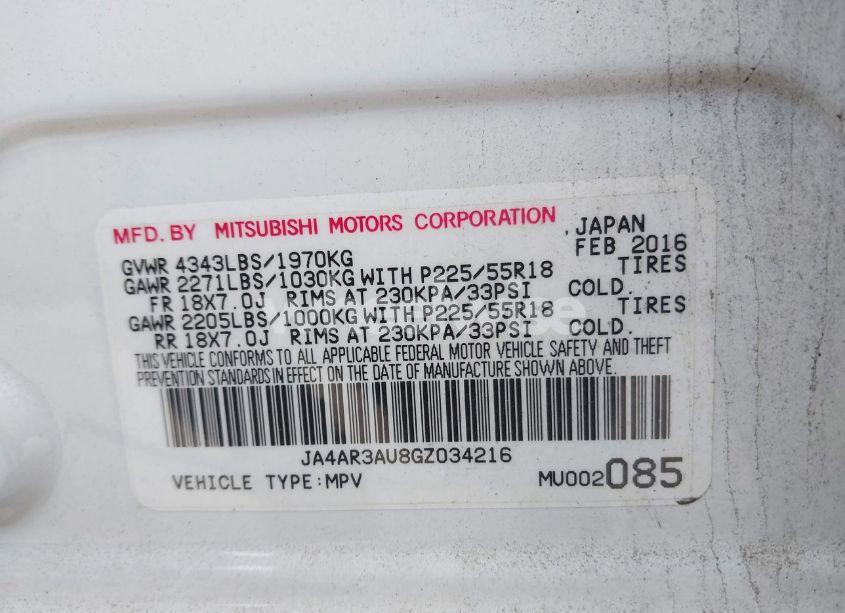 MFD. BY MITSUBISHI MOTORS CORPORATION , JAPAN
FEB 2016
GVWR 4343LBS/1970KG
GAWR 2271LBS/1030KG WITH P225/55R18 TIRES
FR 18X7.0J RIMS AT 230KPA/33PSI COLD.
GAWR 2205LBS/1000KG WITH P225/55R18 TIRES
RR 18X7.0J RIMS AT 230KPA/33PSI COLD.
THIS VEHICLE CONFORMS TO ALL APPLICABLE FEDERAL MOTOR VEHICLE SAFETY AND THEFT
PREVENTION STANDARDS IN EFFECT ON THE DATE OF MANUFACTURE SHOWN ABOVE.
JA4AR3AU8GZ034216
VEHICLE TYPE:MPV MU002085